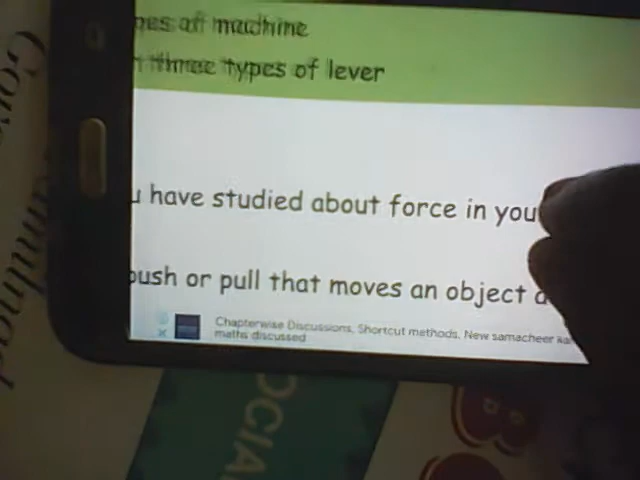 of machine
three types of lever
have studied about force in you
push or pull that moves an object
Chapterwise Discussions, Shortcut methods, New samacheer
maths discussed
OCIA